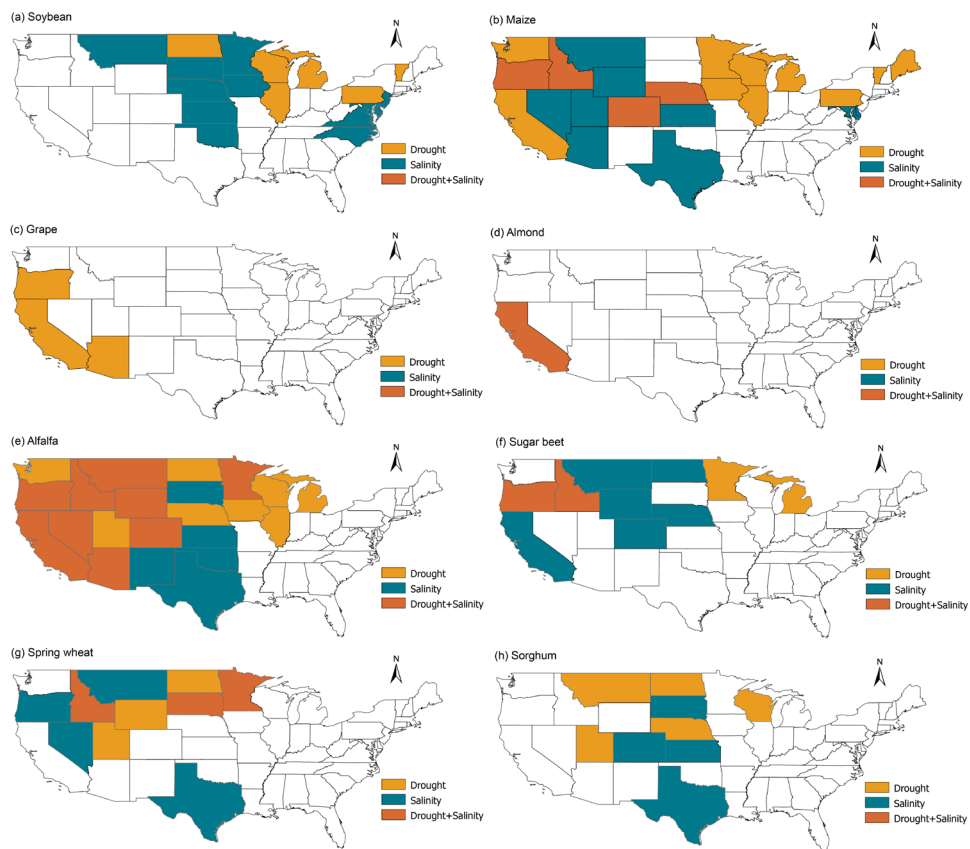 (a) Soybean
N
Drought
Salinity
Drought+Salinity
(b) Maize
N
Drought
Salinity
Drought+Salinity
(c) Grape
N
Drought
Salinity
Drought+Salinity
(d) Almond
N
Drought
Salinity
Drought+Salinity
(e) Alfalfa
N
Drought
Salinity
Drought+Salinity
(f) Sugar beet
N
Drought
Salinity
Drought+Salinity
(g) Spring wheat
N
Drought
Salinity
Drought+Salinity
(h) Sorghum
N
Drought
Salinity
Drought+Salinity